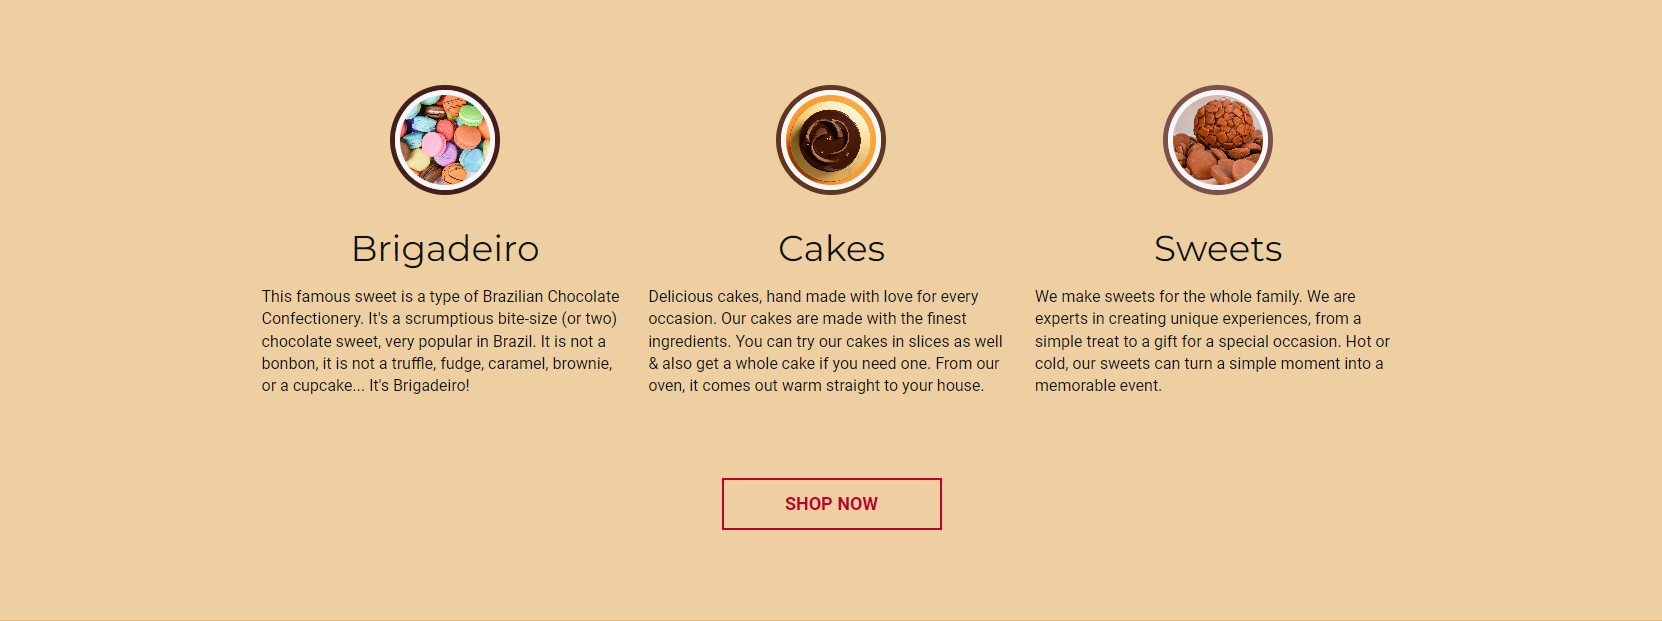 Brigadeiro
This famous sweet is a type of Brazilian Chocolate
Confectionery. It's a scrumptious bite-size (or two)
chocolate sweet, very popular in Brazil. It is not a
bonbon, it is not a truffle, fudge, caramel, brownie,
or a cupcake... It's Brigadeiro!
Cakes
Delicious cakes, hand made with love for every
occasion. Our cakes are made with the finest
ingredients. You can try our cakes in slices as well
& also get a whole cake if you need one. From our
oven, it comes out warm straight to your house.
Sweets
We make sweets for the whole family. We are
experts in creating unique experiences, from a
simple treat to a gift for a special occasion. Hot or
cold, our sweets can turn a simple moment into a
memorable event.
SHOP NOW